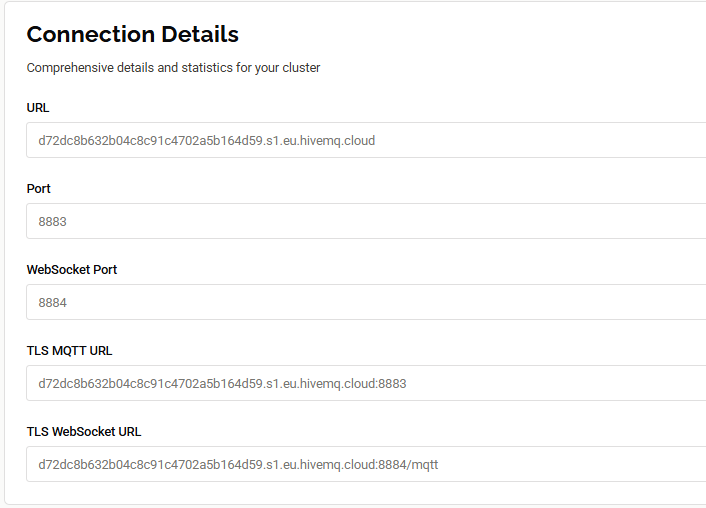 Connection Details
Comprehensive details and statistics for your cluster
URL
d72dc8b632b04c8c91c4702a5b164d59.s1.eu.hivemq.cloud
Port
8883
WebSocket Port
8884
TLS MQTT URL
d72dc8b632b04c8c91c4702a5b164d59.s1.eu.hivemq.cloud:8883
TLS WebSocket URL
d72dc8b632b04c8c91c4702a5b164d59.s1.eu.hivemq.cloud:8884/mqtt